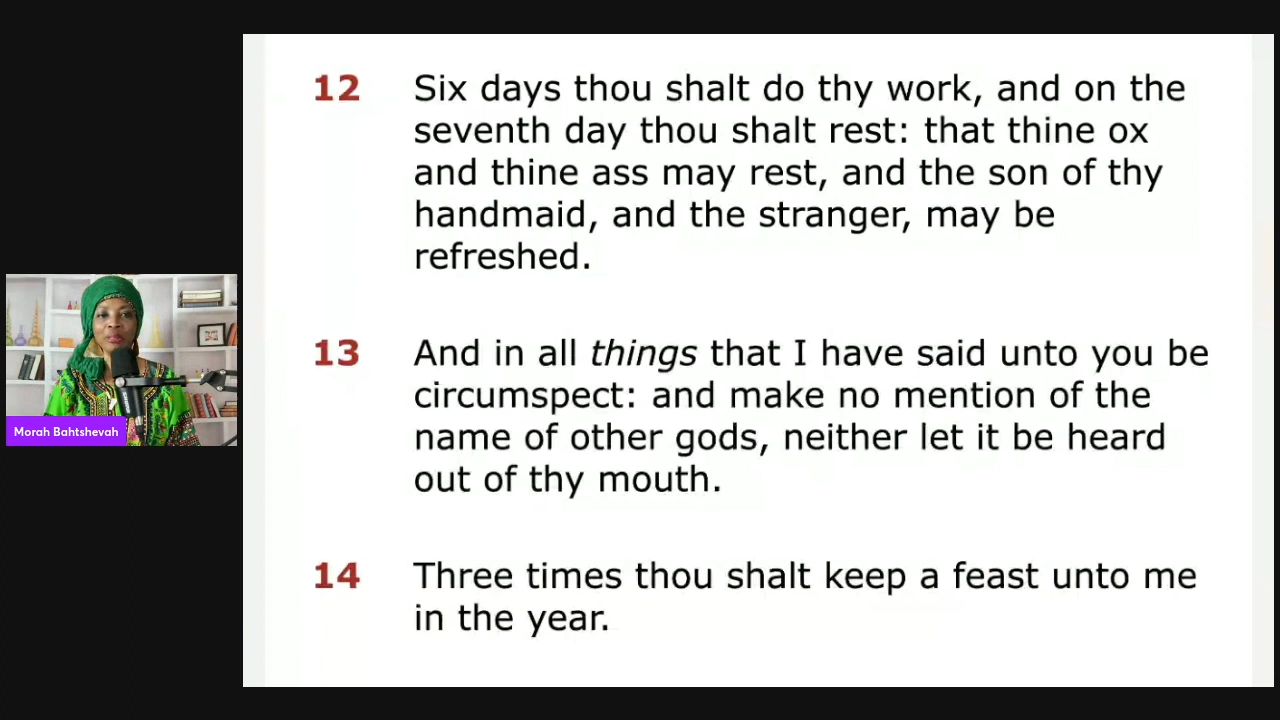 12 Six days thou shalt do thy work, and on the
seventh day thou shalt rest: that thine ox
and thine ass may rest, and the son of thy
handmaid, and the stranger, may be
refreshed.
13 And in all things that I have said unto you be
circumspect: and make no mention of the
name of other gods, neither let it be heard
out of thy mouth.
14 Three times thou shalt keep a feast unto me
in the year.
Morah Bahtshevah